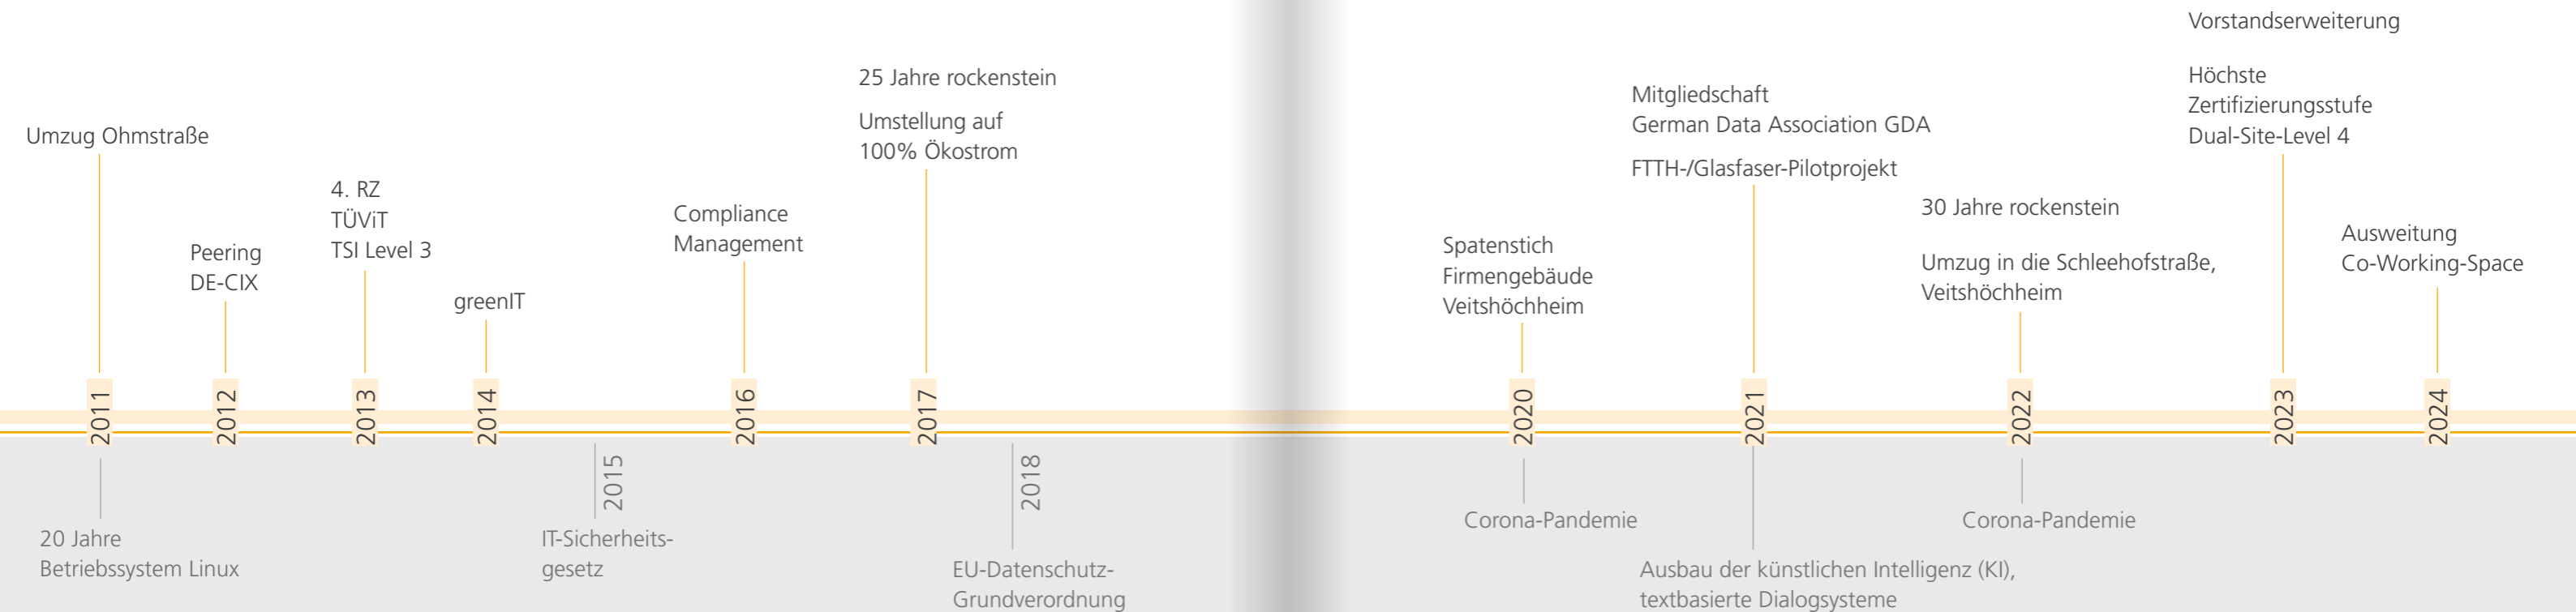 Umzug Ohmstraße
2011
20 Jahre
Betriebssystem Linux
Peering
DE-CIX
2012
4. RZ
TÜViT
TSI Level 3
2013
greenIT
2014
2015
IT-Sicherheits-
gesetz
Compliance
Management
2016
25 Jahre rockenstein
Umstellung auf
100% Ökostrom
2017
2018
EU-Datenschutz-
Grundverordnung
Spatenstich
Firmengebäude
Veitshöchheim
2020
Corona-Pandemie
Mitgliedschaft
German Data Association GDA
FTTH-/Glasfaser-Pilotprojekt
2021
Ausbau der künstlichen Intelligenz (KI),
textbasierte Dialogsysteme
30 Jahre rockenstein
Umzug in die Schleehofstraße,
Veitshöchheim
2022
Corona-Pandemie
Vorstandserweiterung
Höchste
Zertifizierungsstufe
Dual-Site-Level 4
2023
Ausweitung
Co-Working-Space
2024